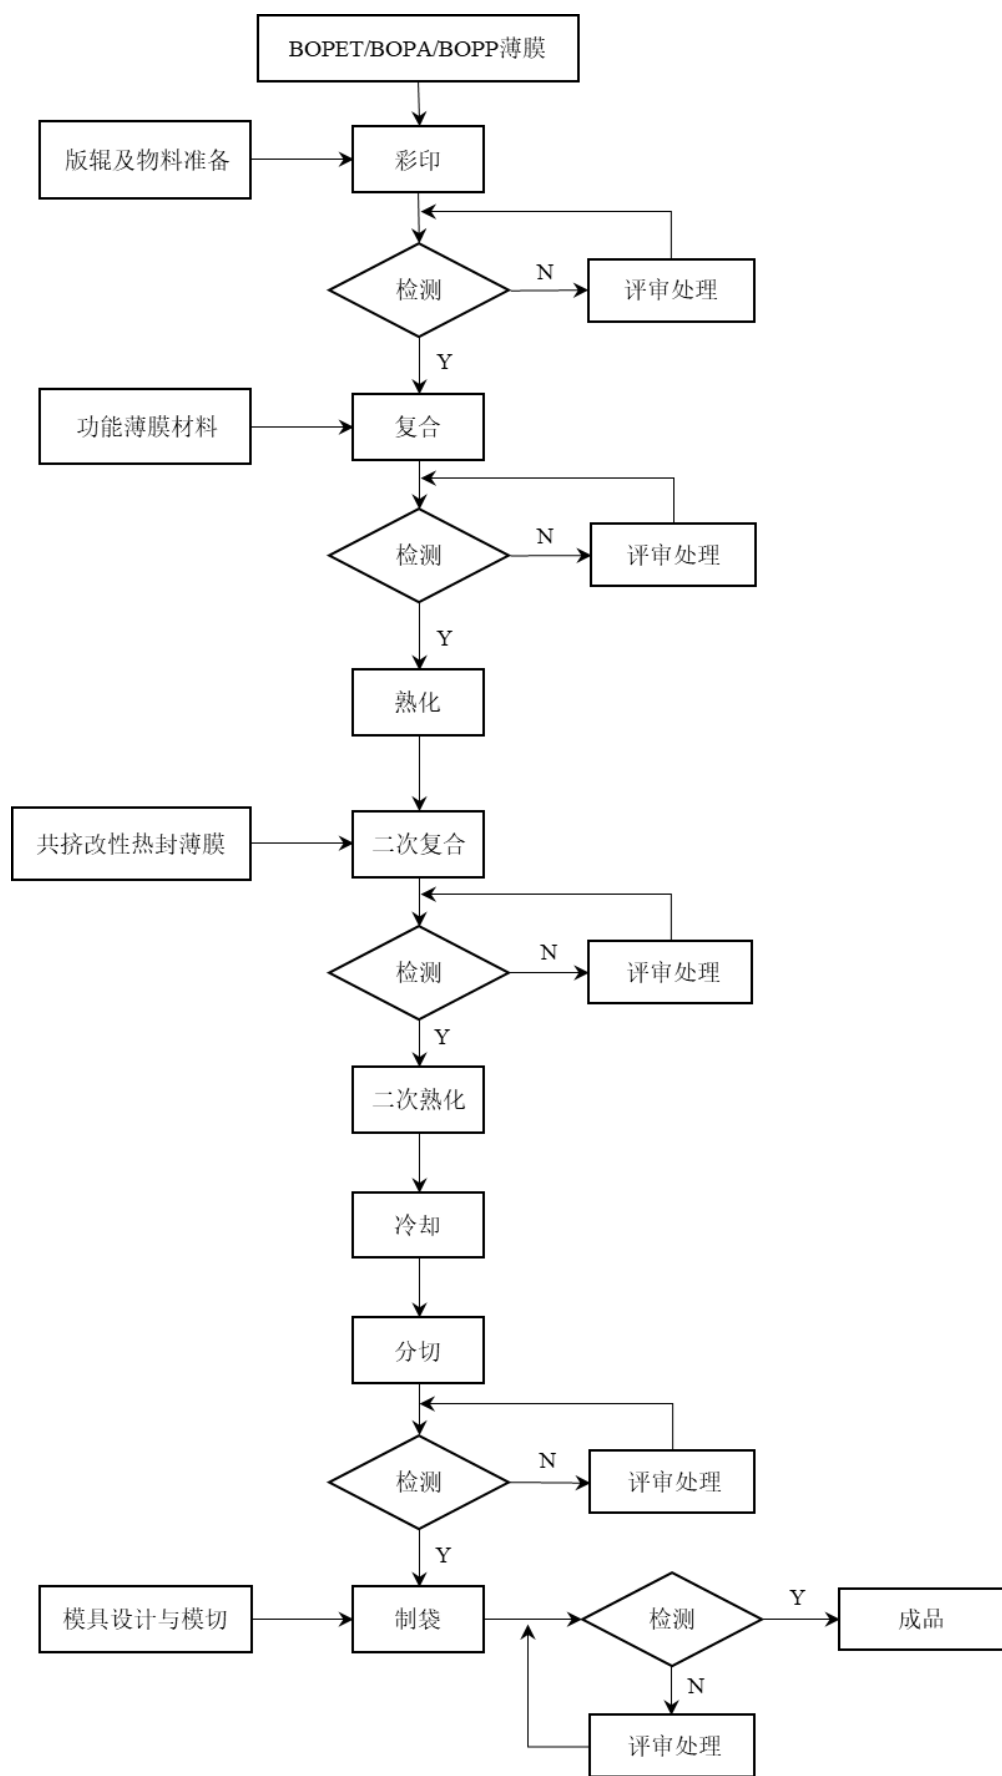 BOPET/BOPA/BOPP薄膜
版辊及物料准备
彩印
检测
N
评审处理
Y
功能薄膜材料
复合
检测
N
评审处理
Y
熟化
共挤改性热封薄膜
二次复合
检测
N
评审处理
Y
二次熟化
冷却
分切
检测
N
评审处理
Y
模具设计与模切
制袋
检测
Y
成品
N
评审处理